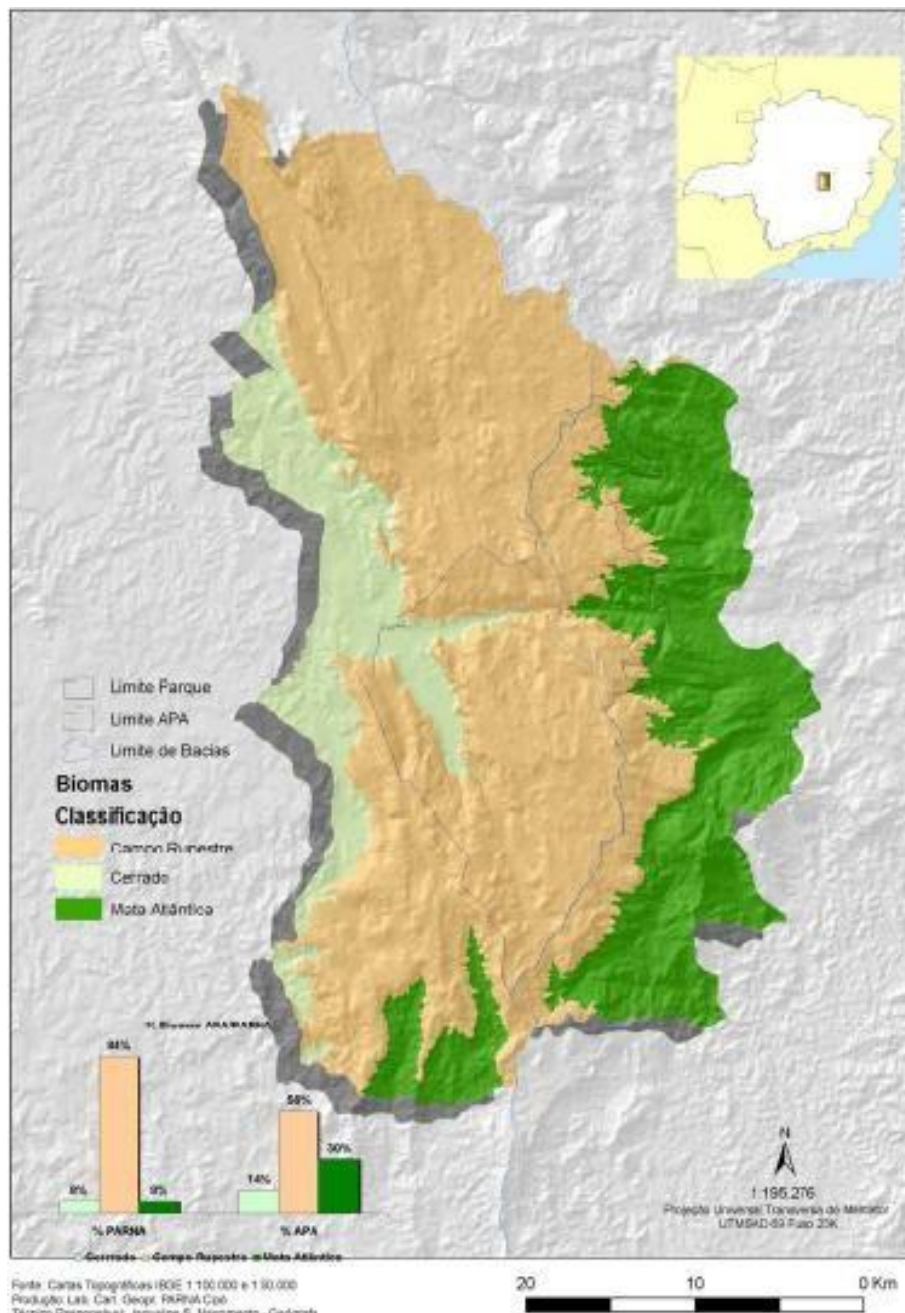 Limite Parque
Limite APA
Limite de Bacias
Biomas
Classificação
Campo Rupestre
Cerrado
Mata Atlântica
% Biomas APA/PARNA
84%
8%
8%
56%
14%
30%
% PARNA
% APA
Cerrado Campo Rupestre Mata Atlântica
N
1:195.276
Projeção Universal Transversa de Mercator
UTM/SAD-69 Fuso 23K
Fonte: Cartas Topográficas IBGE 1:100.000 e 1:50.000
Produção: Lab. Cart. Geopr. PARNA Cipó
20 10 0 Km